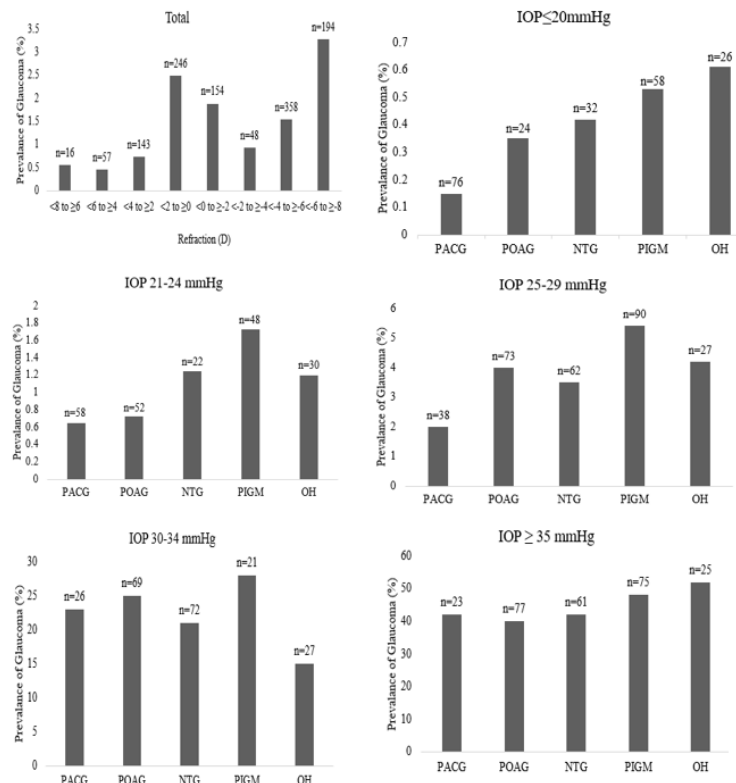 Total
Prevalance of Glaucoma (%)
3.5
3
2.5
2
1.5
1
0.5
0
n=16
n=57
n=143
n=246
n=154
n=48
n=358
n=194
<8 to ≥6 <6 to ≥4 <4 to ≥2 <2 to ≥0 <0 to ≥-2 <-2 to ≥-4 <-4 to ≥-6 <-6 to ≥-8
Refraction (D)
IOP≤20mmHg
Prevalance of Glaucoma (%)
0.7
0.6
0.5
0.4
0.3
0.2
0.1
0
n=76
n=24
n=32
n=58
n=26
PACG POAG NTG PIGM OH
IOP 21-24 mmHg
Prevalance of Glaucoma (%)
2
1.8
1.6
1.4
1.2
1
0.8
0.6
0.4
0.2
0
n=58
n=52
n=22
n=48
n=30
PACG POAG NTG PIGM OH
IOP 25-29 mmHg
Prevalance of Glaucoma (%)
6
5
4
3
2
1
0
n=38
n=73
n=62
n=90
n=27
PACG POAG NTG PIGM OH
IOP 30-34 mmHg
Prevalance of Glaucoma (%)
30
25
20
15
10
5
0
n=26
n=69
n=72
n=21
n=27
PACG POAG NTG PIGM OH
IOP ≥ 35 mmHg
Prevalance of Glaucoma (%)
60
50
40
30
20
10
0
n=23
n=77
n=61
n=75
n=25
PACG POAG NTG PIGM OH